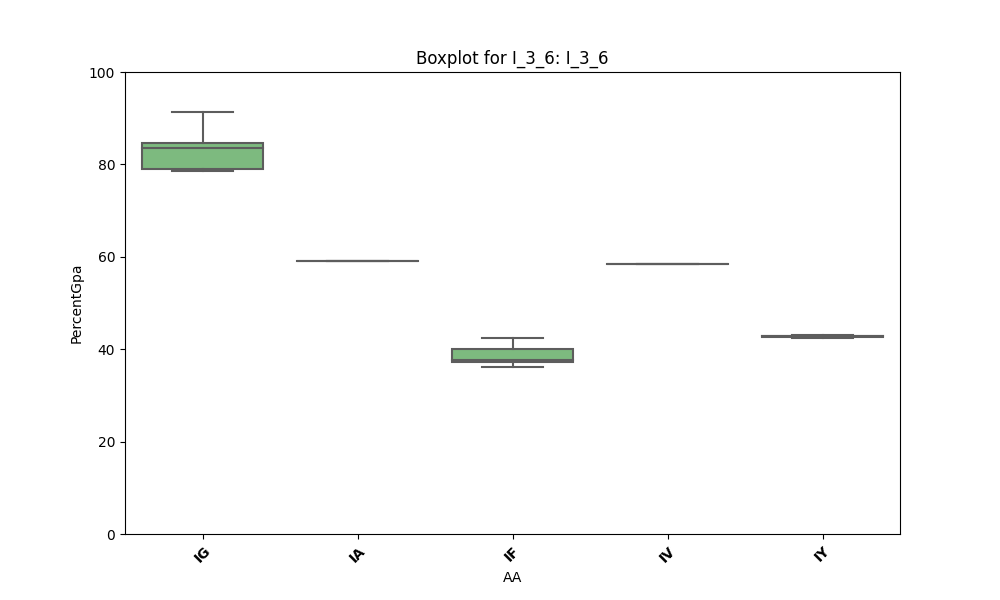 Boxplot for I_3_6: I_3_6
100
80
60
40
20
0
PercentGpa
IG
IA
IF
IV
IY
AA